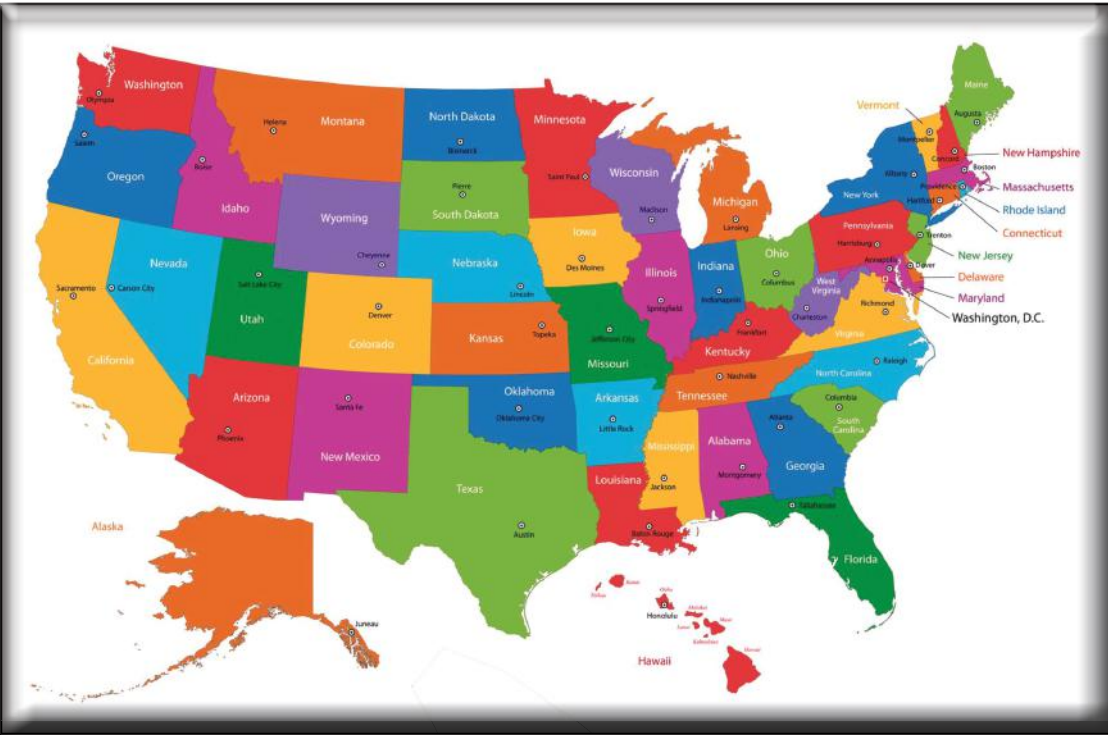 Washington
Olympia
Salem
Oregon
Boise
Idaho
Helena
Montana
Wyoming
Cheyenne
North Dakota
Bismarck
Pierre
South Dakota
Nebraska
Lincoln
Minnesota
Saint Paul
Wisconsin
Madison
Iowa
Des Moines
Michigan
Lansing
Illinois
Springfield
Indiana
Indianapolis
Ohio
Columbus
Sacramento
California
Nevada
Carson City
Salt Lake City
Utah
Denver
Colorado
Kansas
Topeka
Jefferson City
Missouri
Arizona
Phoenix
Santa Fe
New Mexico
Oklahoma
Oklahoma City
Texas
Austin
Arkansas
Little Rock
Louisiana
Baton Rouge
Mississippi
Jackson
Alabama
Montgomery
Atlanta
Georgia
Tallahassee
Florida
Frankfort
Kentucky
Nashville
Tennessee
West
Virginia
Charleston
Richmond
Virginia
North Carolina
Raleigh
Columbia
South
Carolina
Pennsylvania
Harrisburg
New York
Albany
Vermont
Montpelier
Maine
Augusta
Concord
New Hampshire
Boston
Massachusetts
Providence
Rhode Island
Hartford
Connecticut
Trenton
New Jersey
Dover
Delaware
Annapolis
Maryland
Washington, D.C.
Alaska
Juneau
Honolulu
Hawaii